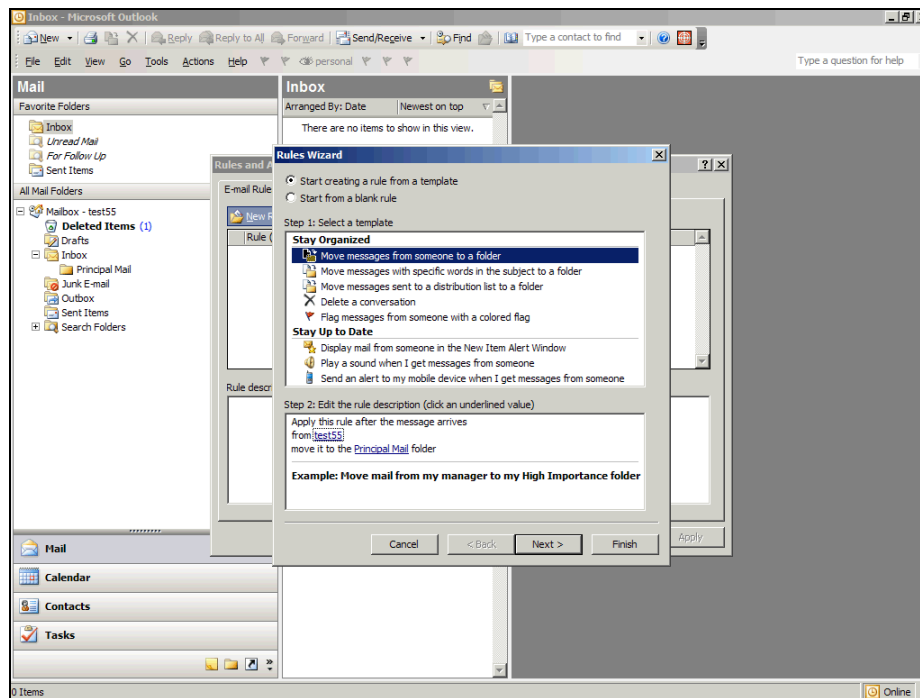 Inbox - Microsoft Outlook
New Reply Reply to All Forward Send/Receive Find Type a contact to find
File Edit View Go Tools Actions Help personal Type a question for help
Mail
Favorite Folders
Inbox
Unread Mail
For Follow Up
Sent Items
All Mail Folders
Mailbox - test55
Deleted Items (1)
Drafts
Inbox
Principal Mail
Junk E-mail
Outbox
Sent Items
Search Folders
Mail
Calendar
Contacts
Tasks
Inbox
Arranged By: Date Newest on top
There are no items to show in this view.
Rules and A
E-mail Rule
New R
Rule (
Rule descr
Apply
Rules Wizard
Start creating a rule from a template
Start from a blank rule
Step 1: Select a template
Stay Organized
Move messages from someone to a folder
Move messages with specific words in the subject to a folder
Move messages sent to a distribution list to a folder
Delete a conversation
Flag messages from someone with a colored flag
Stay Up to Date
Display mail from someone in the New Item Alert Window
Play a sound when I get messages from someone
Send an alert to my mobile device when I get messages from someone
Step 2: Edit the rule description (click an underlined value)
Apply this rule after the message arrives
from test55
move it to the Principal Mail folder
Example: Move mail from my manager to my High Importance folder
Cancel < Back Next > Finish
0 Items Online